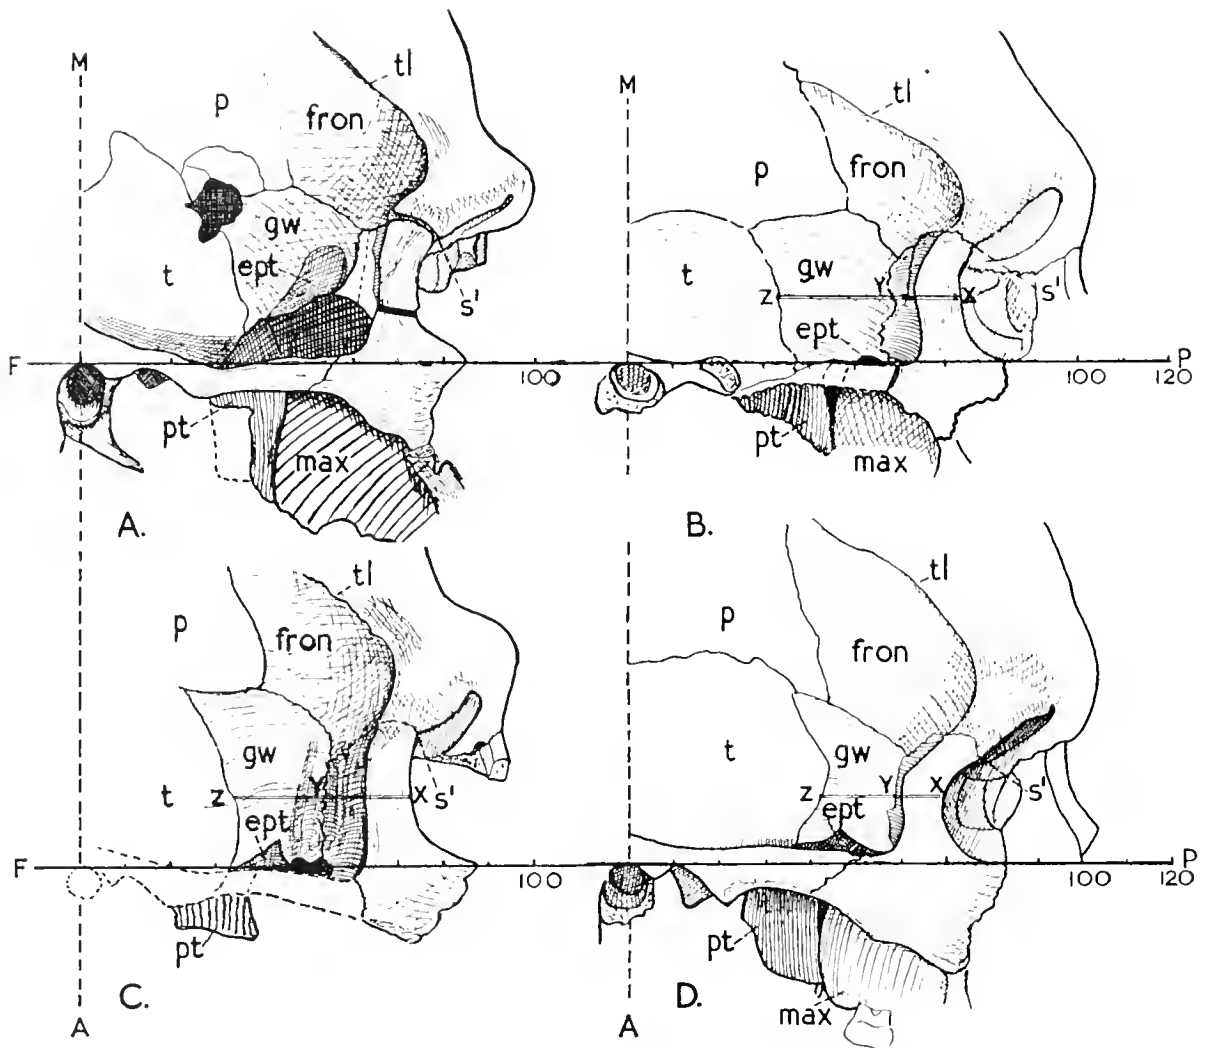 M
tl
p
fron
gw
ept
t
s'
F
100
pt
max
A.
M
tl
p
fron
t
gw
Z
Y
X
s'
ept
P
100
120
pt
max
B.
tl
p
fron
gw
t
Z
Y
X
s'
ept
F
100
pt
C.
A
tl
p
fron
t
gw
Z
Y
X
s'
ept
P
100
120
pt
max
D.
A